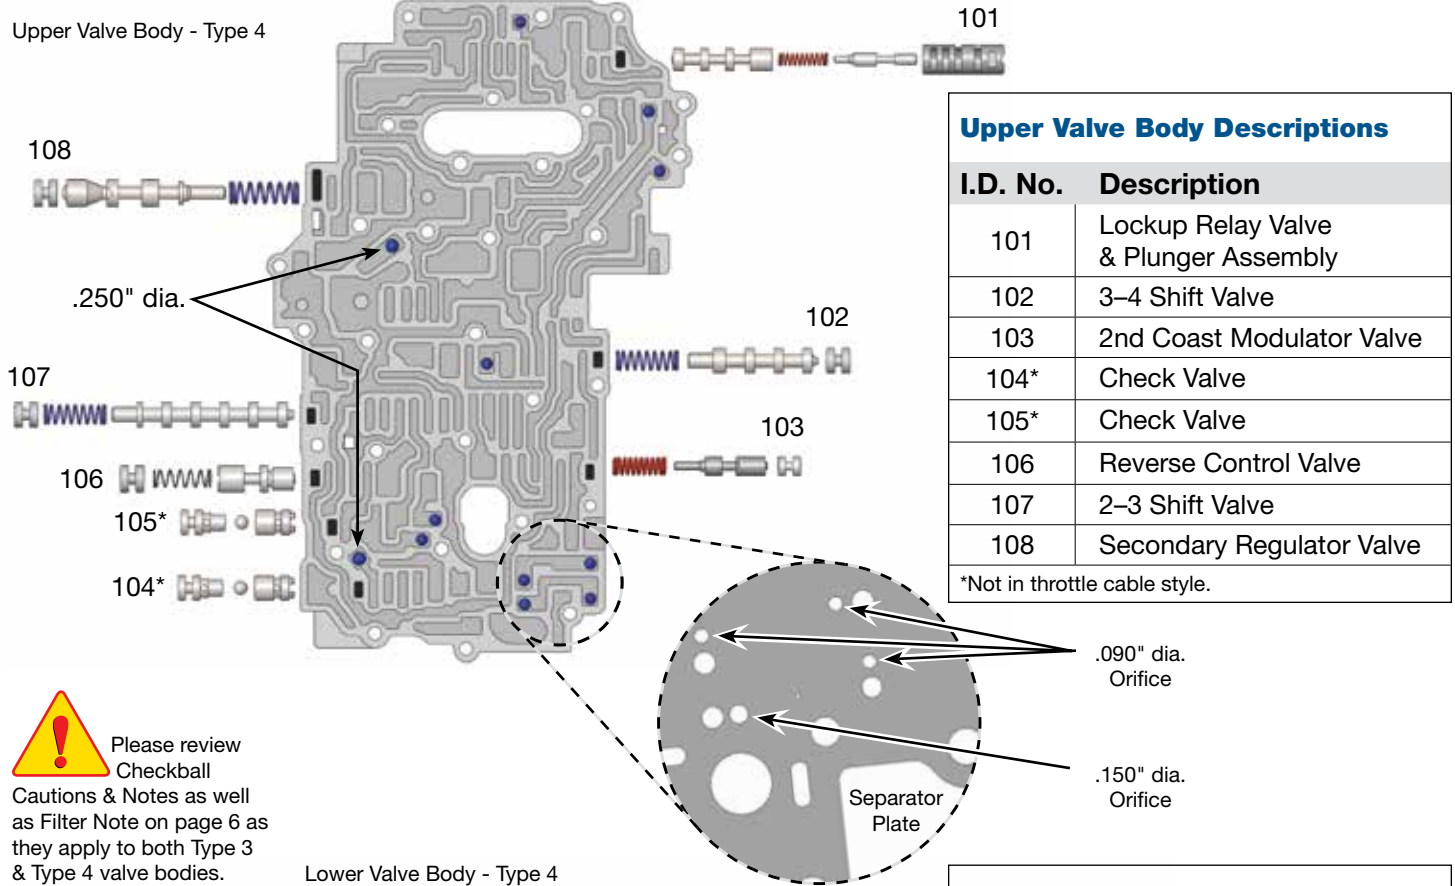 Upper Valve Body - Type 4
101
108
.250" dia.
102
107
103
106
105*
104*
Upper Valve Body Descriptions
I.D. No. Description
101 Lockup Relay Valve
& Plunger Assembly
102 3–4 Shift Valve
103 2nd Coast Modulator Valve
104* Check Valve
105* Check Valve
106 Reverse Control Valve
107 2–3 Shift Valve
108 Secondary Regulator Valve
*Not in throttle cable style.
.090" dia.
Orifice
.150" dia.
Orifice
Separator
Plate
!
Please review
Checkball
Cautions & Notes as well
as Filter Note on page 6 as
they apply to both Type 3
& Type 4 valve bodies.
Lower Valve Body - Type 4